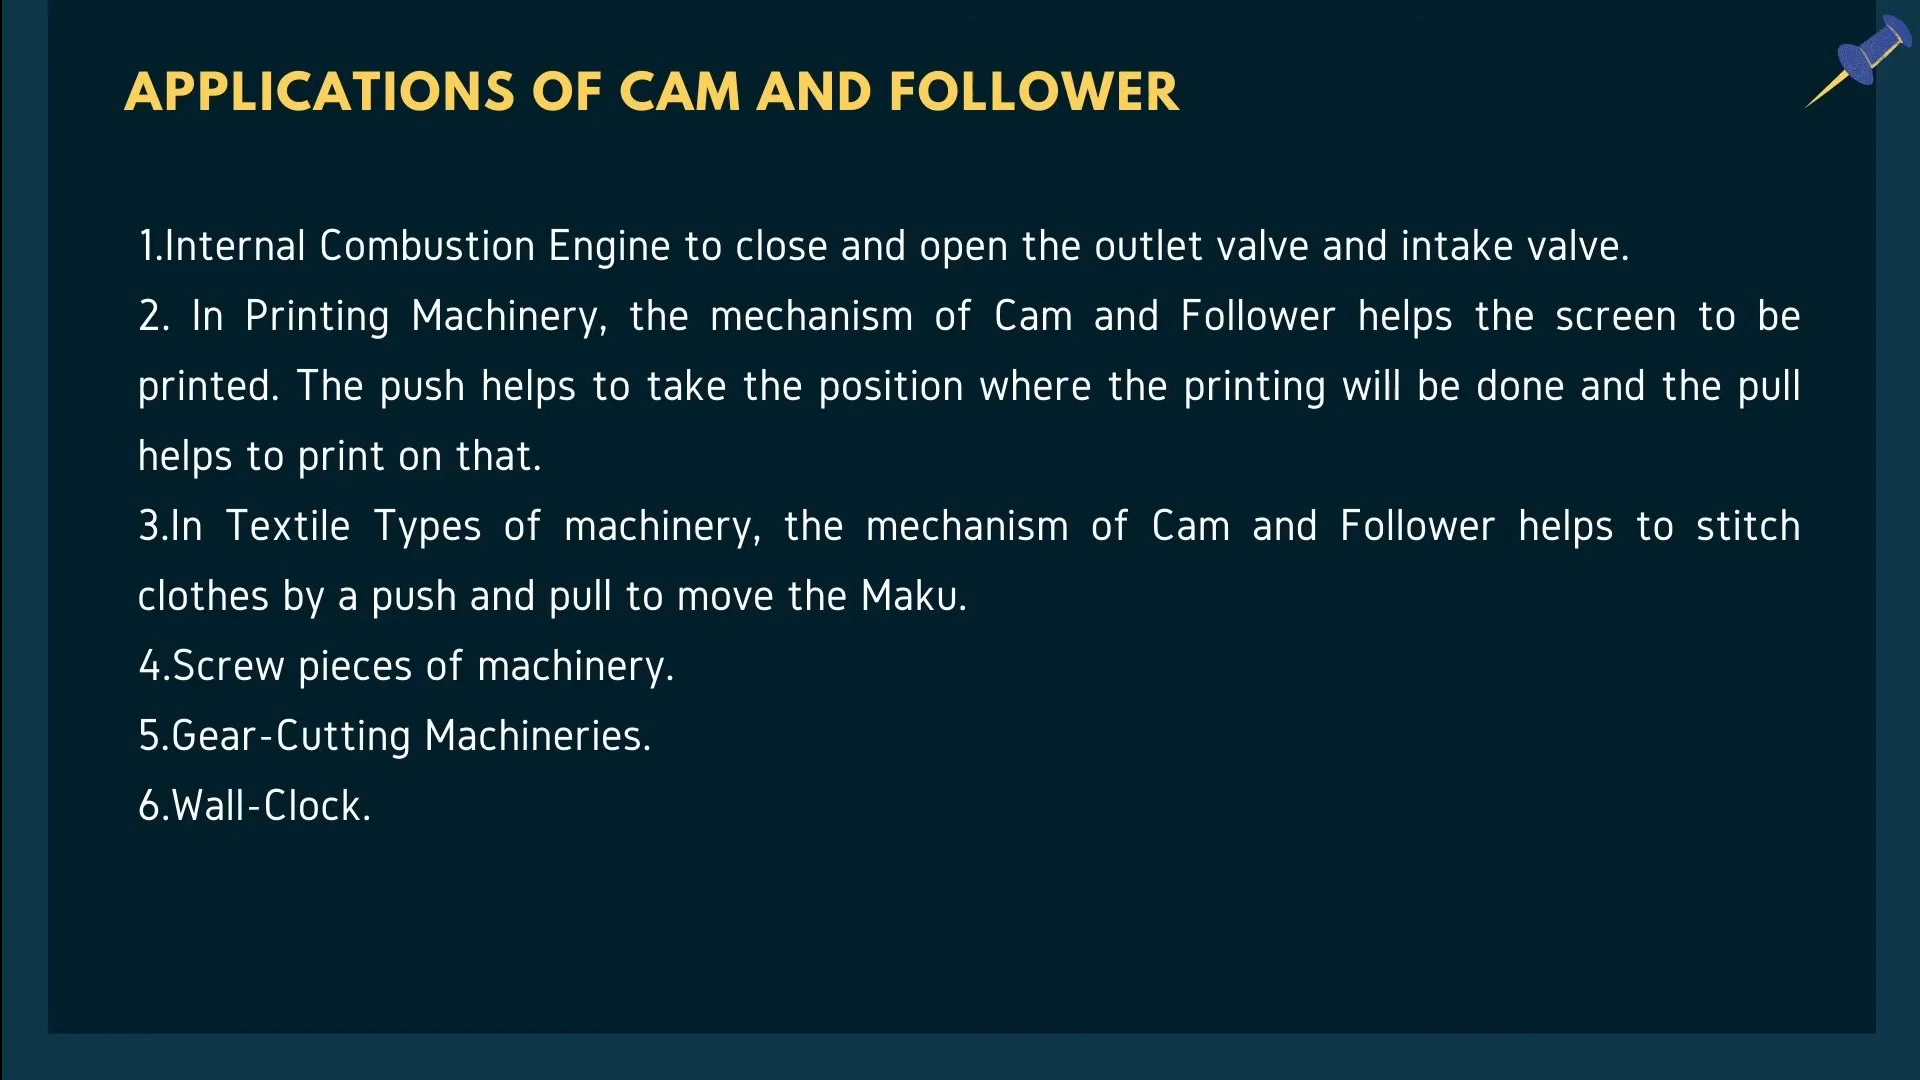 APPLICATIONS OF CAM AND FOLLOWER
1.Internal Combustion Engine to close and open the outlet valve and intake valve.
2. In Printing Machinery, the mechanism of Cam and Follower helps the screen to be
printed. The push helps to take the position where the printing will be done and the pull
helps to print on that.
3.In Textile Types of machinery, the mechanism of Cam and Follower helps to stitch
clothes by a push and pull to move the Maku.
4.Screw pieces of machinery.
5.Gear-Cutting Machineries.
6.Wall-Clock.